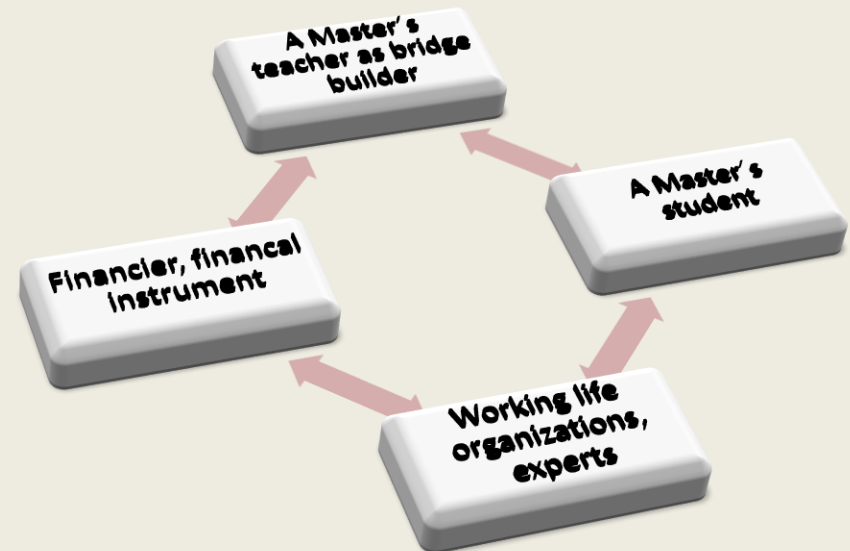 A Master´s
teacher as bridge
builder
A Master´s
student
Financier, financal
instrument
Working life
organizations,
experts